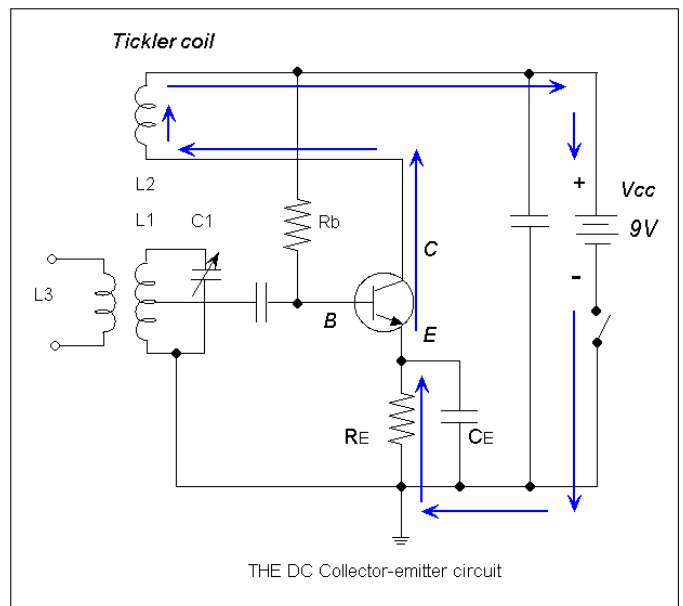 Tickler coil
L2
L1 C1
Rb
+
Vcc
9V
-
C
L3
B
E
RE
CE
THE DC Collector-emitter circuit